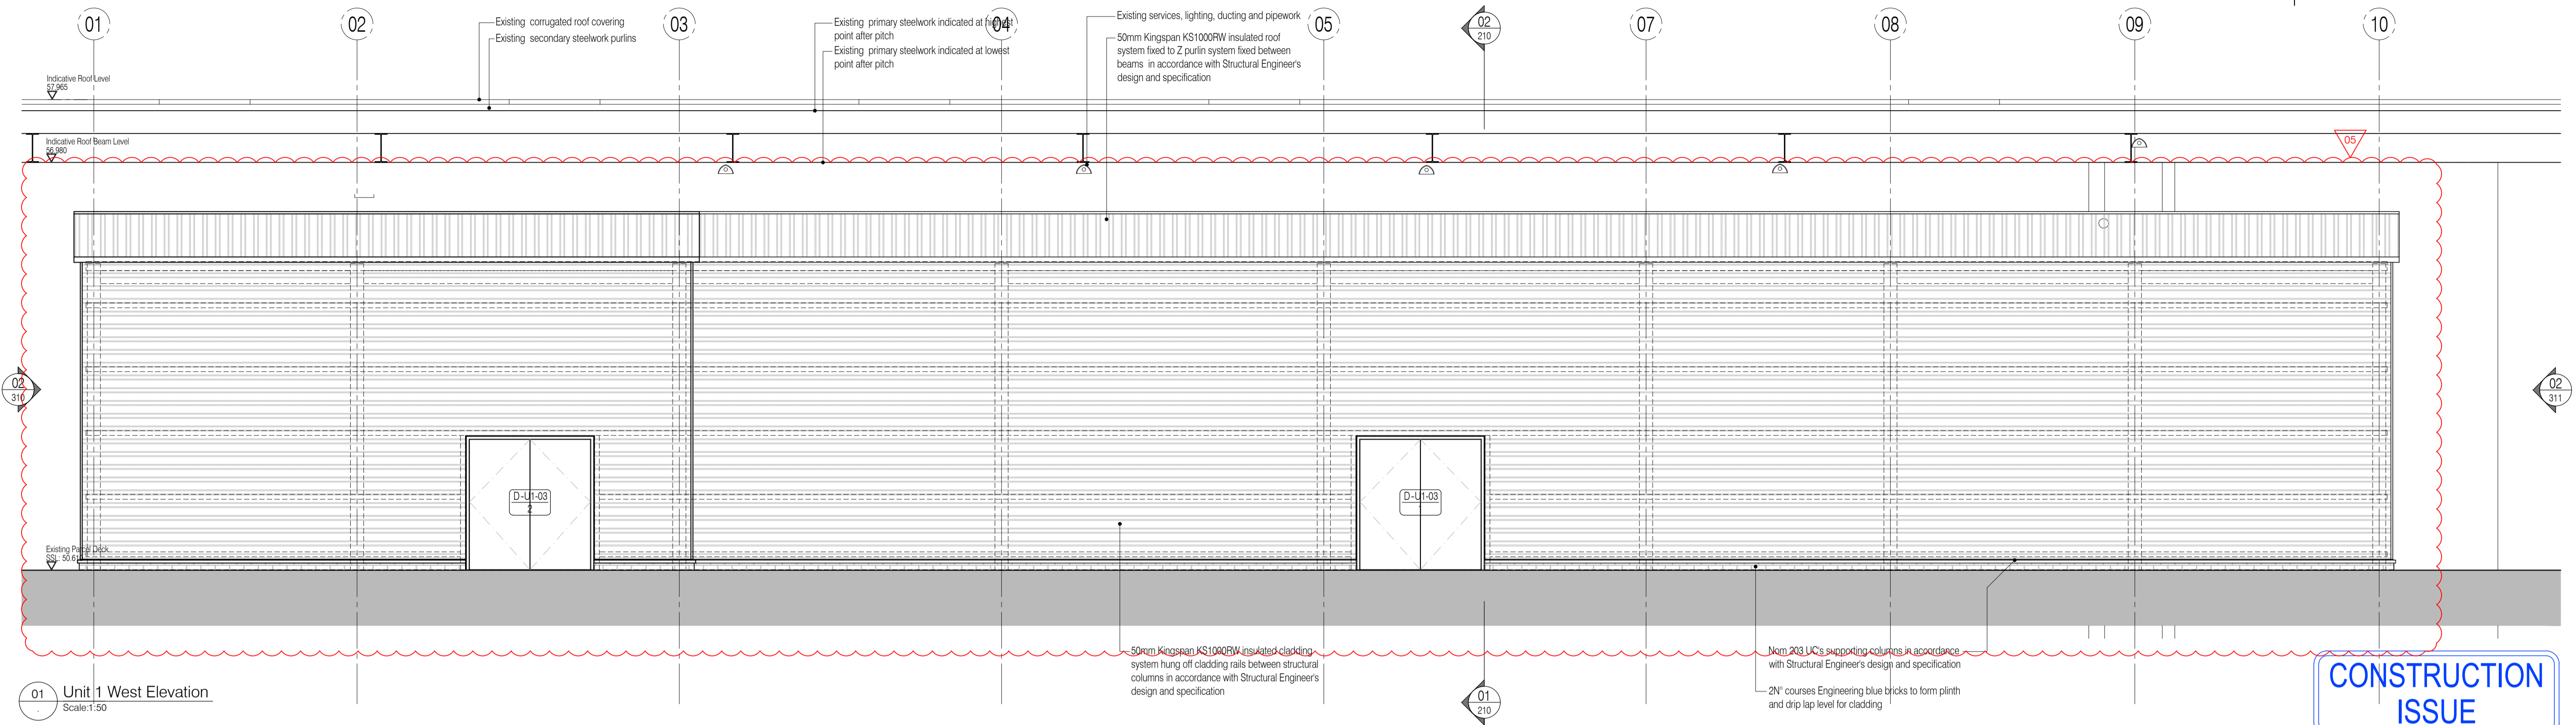 01
02
03
04
05
02
210
07
08
09
10
Existing corrugated roof covering
Existing secondary steelwork purlins
Existing primary steelwork indicated at highest
point after pitch
Existing primary steelwork indicated at lowest
point after pitch
Existing services, lighting, ducting and pipework
50mm Kingspan KS1000RW insulated roof
system fixed to Z purlin system fixed between
beams in accordance with Structural Engineer's
design and specification
Indicative Roof Level
57.965
Indicative Roof Beam Level
56.980
05
02
310
02
311
D-U1-03
2
D-U1-03
1
Existing Parcel Deck
SSL: 50.61
50mm Kingspan KS1000RW insulated cladding
system hung off cladding rails between structural
columns in accordance with Structural Engineer's
design and specification
Nom 203 UC's supporting columns in accordance
with Structural Engineer's design and specification
2N° courses Engineering blue bricks to form plinth
and drip lap level for cladding
01
210
01
Unit 1 West Elevation
Scale:1:50
CONSTRUCTION
ISSUE